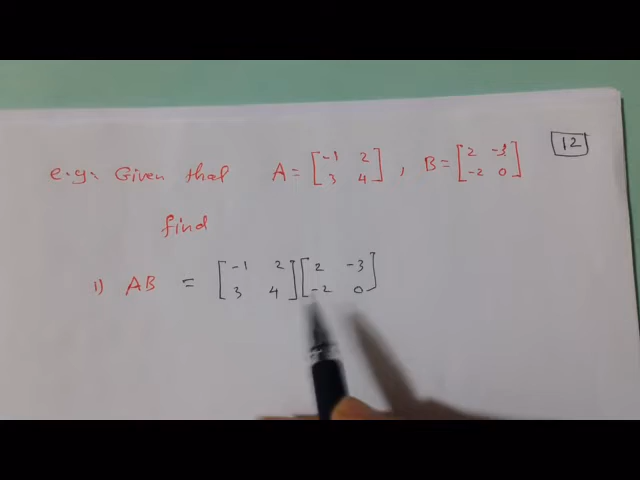 e.g. Given that A = [-1 2 3 4], B = [2 -3 -2 0] 12
find
1) AB = [-1 2 3 4] [2 -3 -2 0]